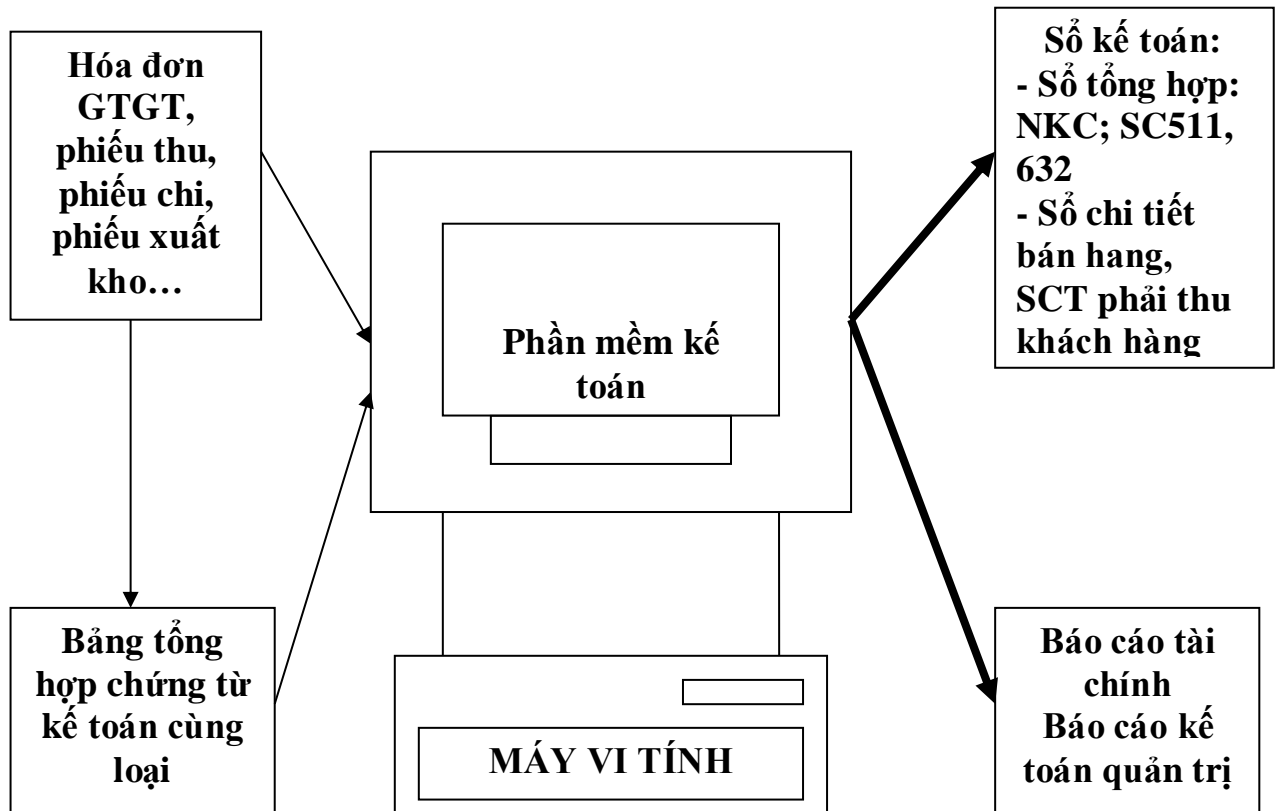 Hóa đơn
GTGT,
phiếu thu,
phiếu chi,
phiếu xuất
kho…
Bảng tổng
hợp chứng từ
kế toán cùng
loại
Phần mềm kế
toán
MÁY VI TÍNH
Sổ kế toán:
- Sổ tổng hợp:
NKC; SC511,
632
- Sổ chi tiết
bán hang,
SCT phải thu
khách hàng
Báo cáo tài
chính
Báo cáo kế
toán quản trị